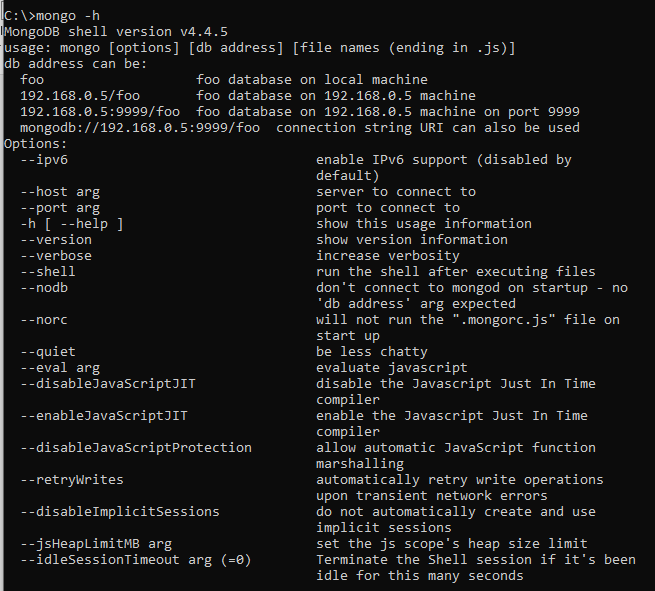 C:\>mongo -h
MongoDB shell version v4.4.5
usage: mongo [options] [db address] [file names (ending in .js)]
db address can be:
  foo                   foo database on local machine
  192.168.0.5/foo       foo database on 192.168.0.5 machine
  192.168.0.5:9999/foo  foo database on 192.168.0.5 machine on port 9999
  mongodb://192.168.0.5:9999/foo  connection string URI can also be used
Options:
  --ipv6                               enable IPv6 support (disabled by
                                       default)
  --host arg                           server to connect to
  --port arg                           port to connect to
  -h [ --help ]                        show this usage information
  --version                            show version information
  --verbose                            increase verbosity
  --shell                              run the shell after executing files
  --nodb                               don't connect to mongod on startup - no
                                       'db address' arg expected
  --norc                               will not run the ".mongorc.js" file on
                                       start up
  --quiet                              be less chatty
  --eval arg                           evaluate javascript
  --disableJavaScriptJIT               disable the Javascript Just In Time
                                       compiler
  --enableJavaScriptJIT                enable the Javascript Just In Time
                                       compiler
  --disableJavaScriptProtection        allow automatic JavaScript function
                                       marshalling
  --retryWrites                        automatically retry write operations
                                       upon transient network errors
  --disableImplicitSessions            do not automatically create and use
                                       implicit sessions
  --jsHeapLimitMB arg                  set the js scope's heap size limit
  --idleSessionTimeout arg (=0)        Terminate the Shell session if it's been
                                       idle for this many seconds